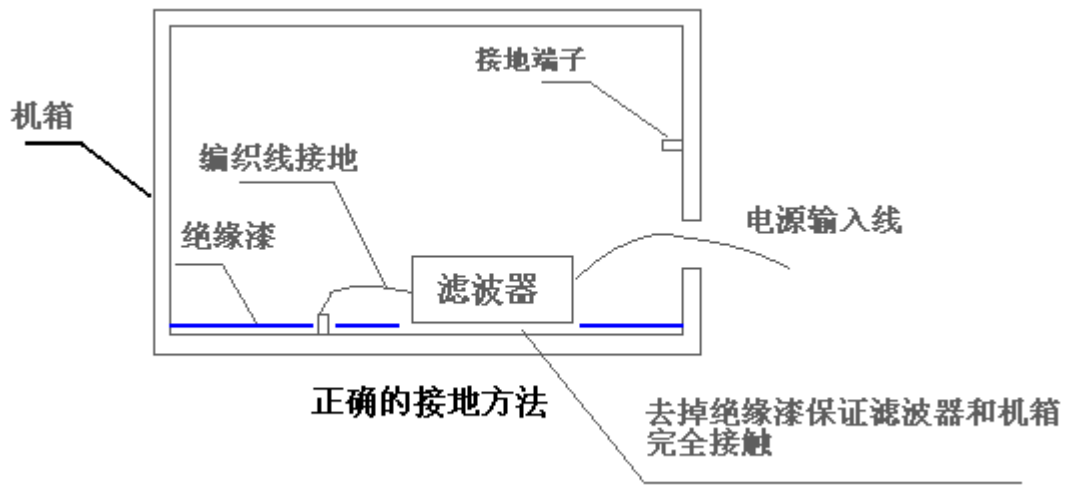 接地端子
机箱
编织线接地
绝缘漆
电源输入线
滤波器
正确的接地方法
去掉绝缘漆保证滤波器和机箱
完全接触